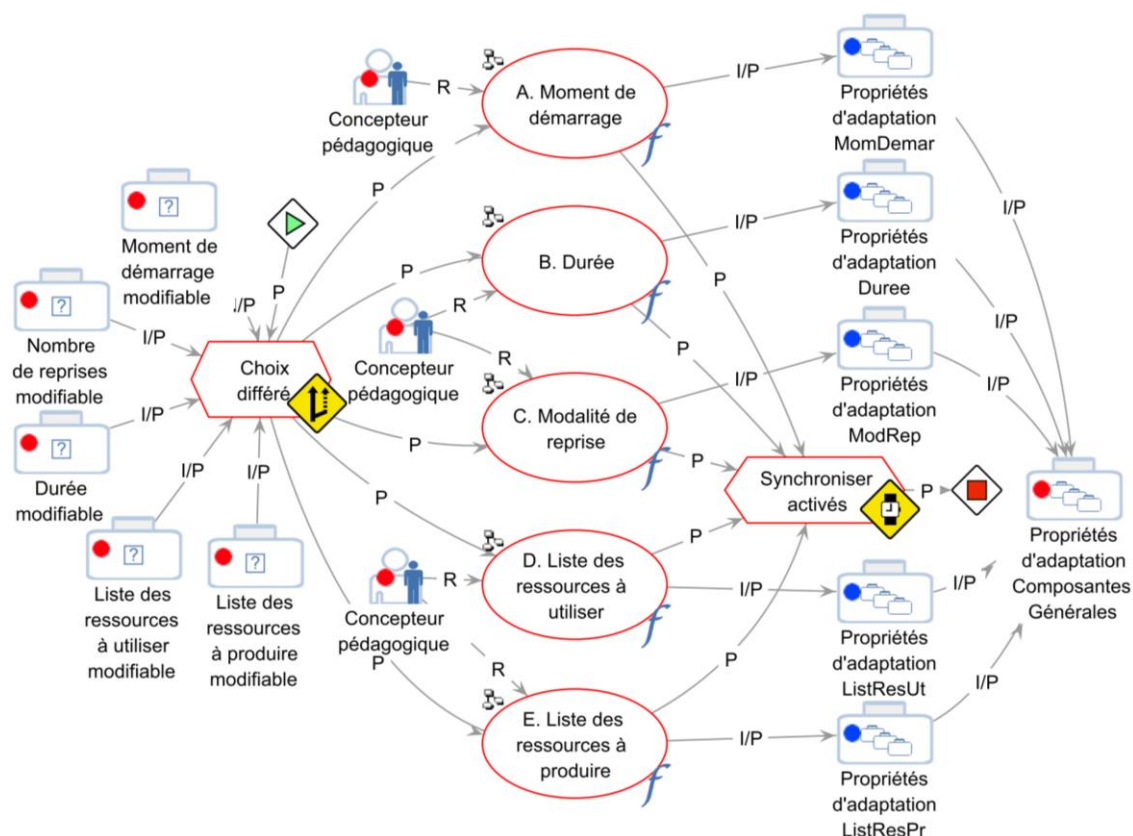 Concepteur
pédagogique
R
A. Moment de
démarrage
I/P
Propriétés
d'adaptation
MomDemar
P
I/P
Moment de
démarrage
modifiable
I/P
P
P
B. Durée
I/P
Propriétés
d'adaptation
Duree
P
I/P
Nombre
de reprises
modifiable
I/P
Choix
différé
Concepteur
pédagogique
R
R
P
I/P
C. Modalité de
reprise
I/P
Propriétés
d'adaptation
ModRep
I/P
Durée
modifiable
I/P
P
P
Synchroniser
activés
P
I/P
I/P
P
P
Propriétés
d'adaptation
Composantes
Générales
Liste des
ressources
à utiliser
modifiable
Liste des
ressources
à produire
modifiable
Concepteur
pédagogique
R
R
D. Liste des
ressources à
utiliser
I/P
Propriétés
d'adaptation
ListResUt
I/P
P
P
E. Liste des
ressources à
produire
I/P
Propriétés
d'adaptation
ListResPr
I/P